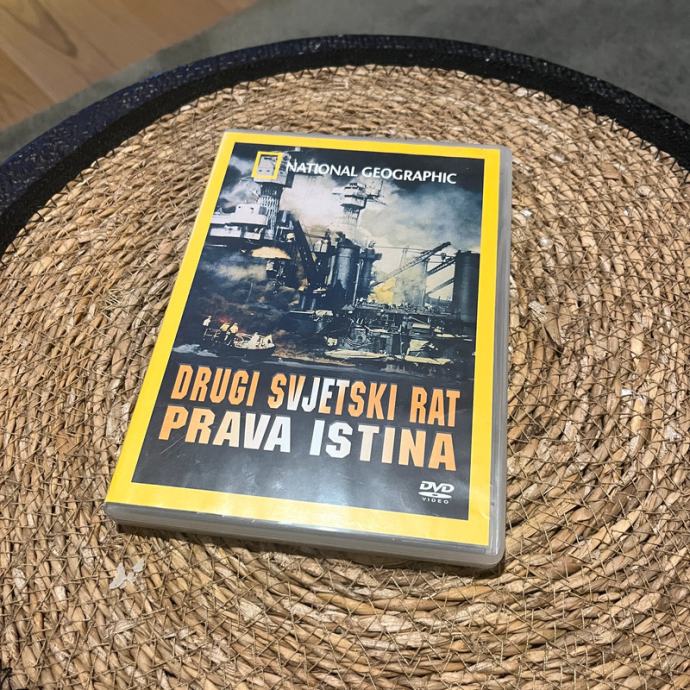 NATIONAL GEOGRAPHIC
DRUGI SVJETSKI RAT
PRAVA ISTINA
DVD
VIDEO